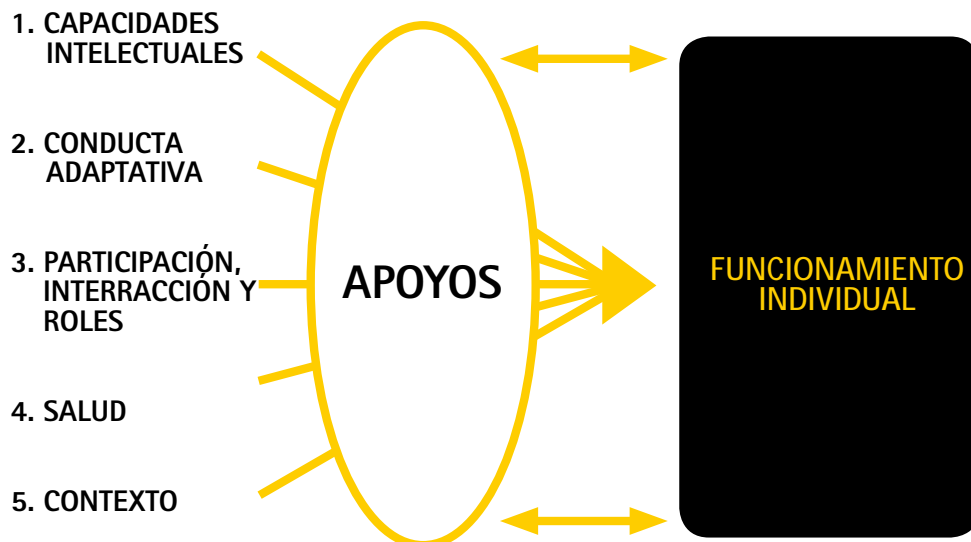 1. CAPACIDADES
INTELECTUALES
2. CONDUCTA
ADAPTATIVA
3. PARTICIPACIÓN,
INTERRACCIÓN Y
ROLES
4. SALUD
5. CONTEXTO
APOYOS
FUNCIONAMIENTO
INDIVIDUAL